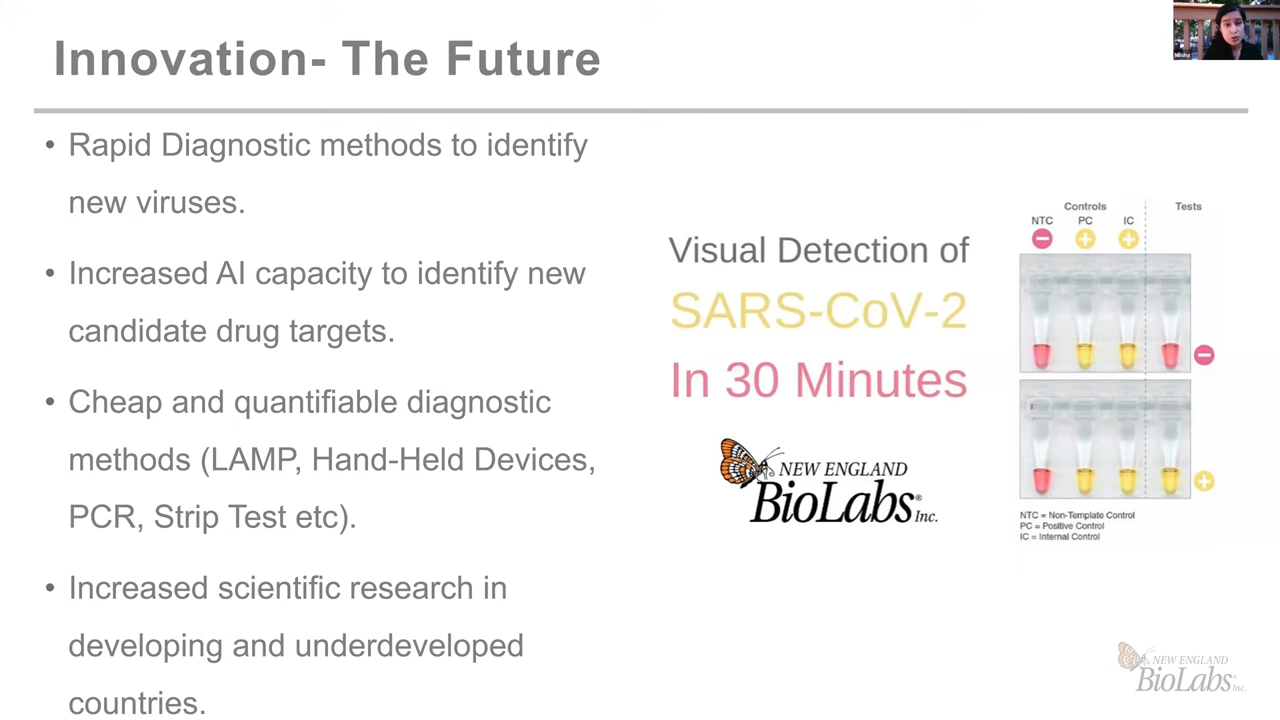 Innovation- The Future
• Rapid Diagnostic methods to identify
new viruses.
• Increased AI capacity to identify new
candidate drug targets.
• Cheap and quantifiable diagnostic
methods (LAMP, Hand-Held Devices,
PCR, Strip Test etc).
• Increased scientific research in
developing and underdeveloped
countries.
Visual Detection of
SARS-CoV-2
In 30 Minutes
NEW ENGLAND
BioLabs®
Inc.
Controls Tests
NTC PC IC
NTC = Non-Template Control
PC = Positive Control
IC = Internal Control
NEW ENGLAND
BioLabs®
Inc.